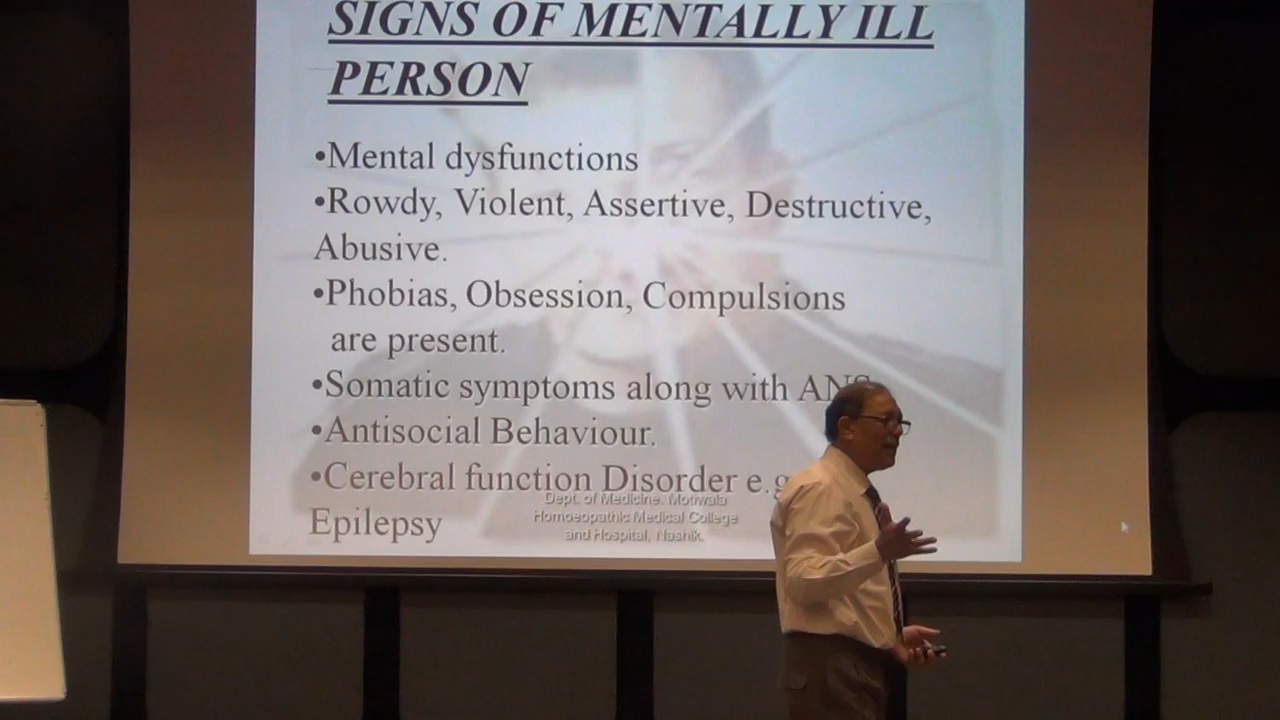 SIGNS OF MENTALLY ILL
PERSON
•Mental dysfunctions
•Rowdy, Violent, Assertive, Destructive,
Abusive.
•Phobias, Obsession, Compulsions
are present.
•Somatic symptoms along with ANS
•Antisocial Behaviour.
•Cerebral function Disorder e.g
Epilepsy
Dept. of Medicine. Motiwala
Homoeopathic Medical College
and Hospital, Nashik.